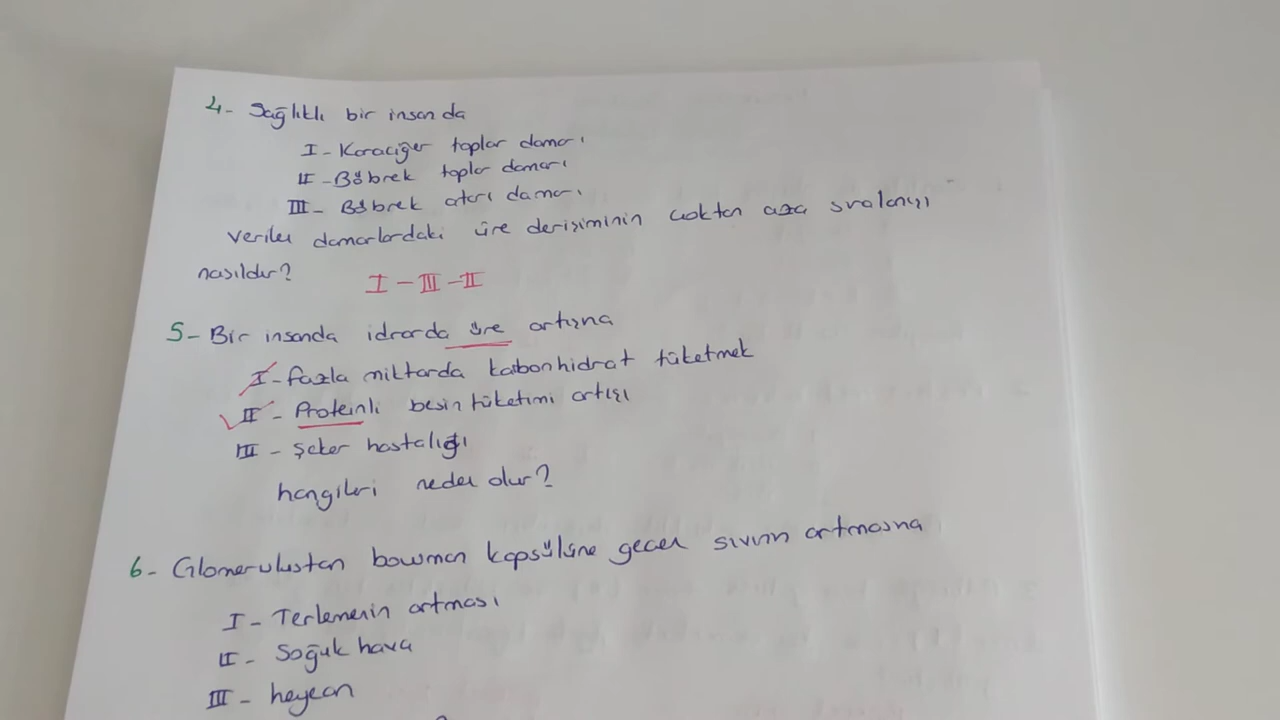 4- Sağlıklı bir insanda
I - Karaciğer toplar damarı
II - Böbrek toplar damarı
III - Böbrek atar damarı
verilen damarlardaki üre derişiminin çoktan aza sıralanışı
nasıldır?
I - III - II
5- Bir insanda idrarda üre artışına
I - fazla miktarda karbonhidrat tüketmek
II - Proteinli besin tüketimi artışı
III - Şeker hastalığı
hangileri neden olur?
6- Glomerulustan bowman kapsülüne geçen sıvının artmasına
I - Terlemenin artması
II - Soğuk hava
III - heyecan